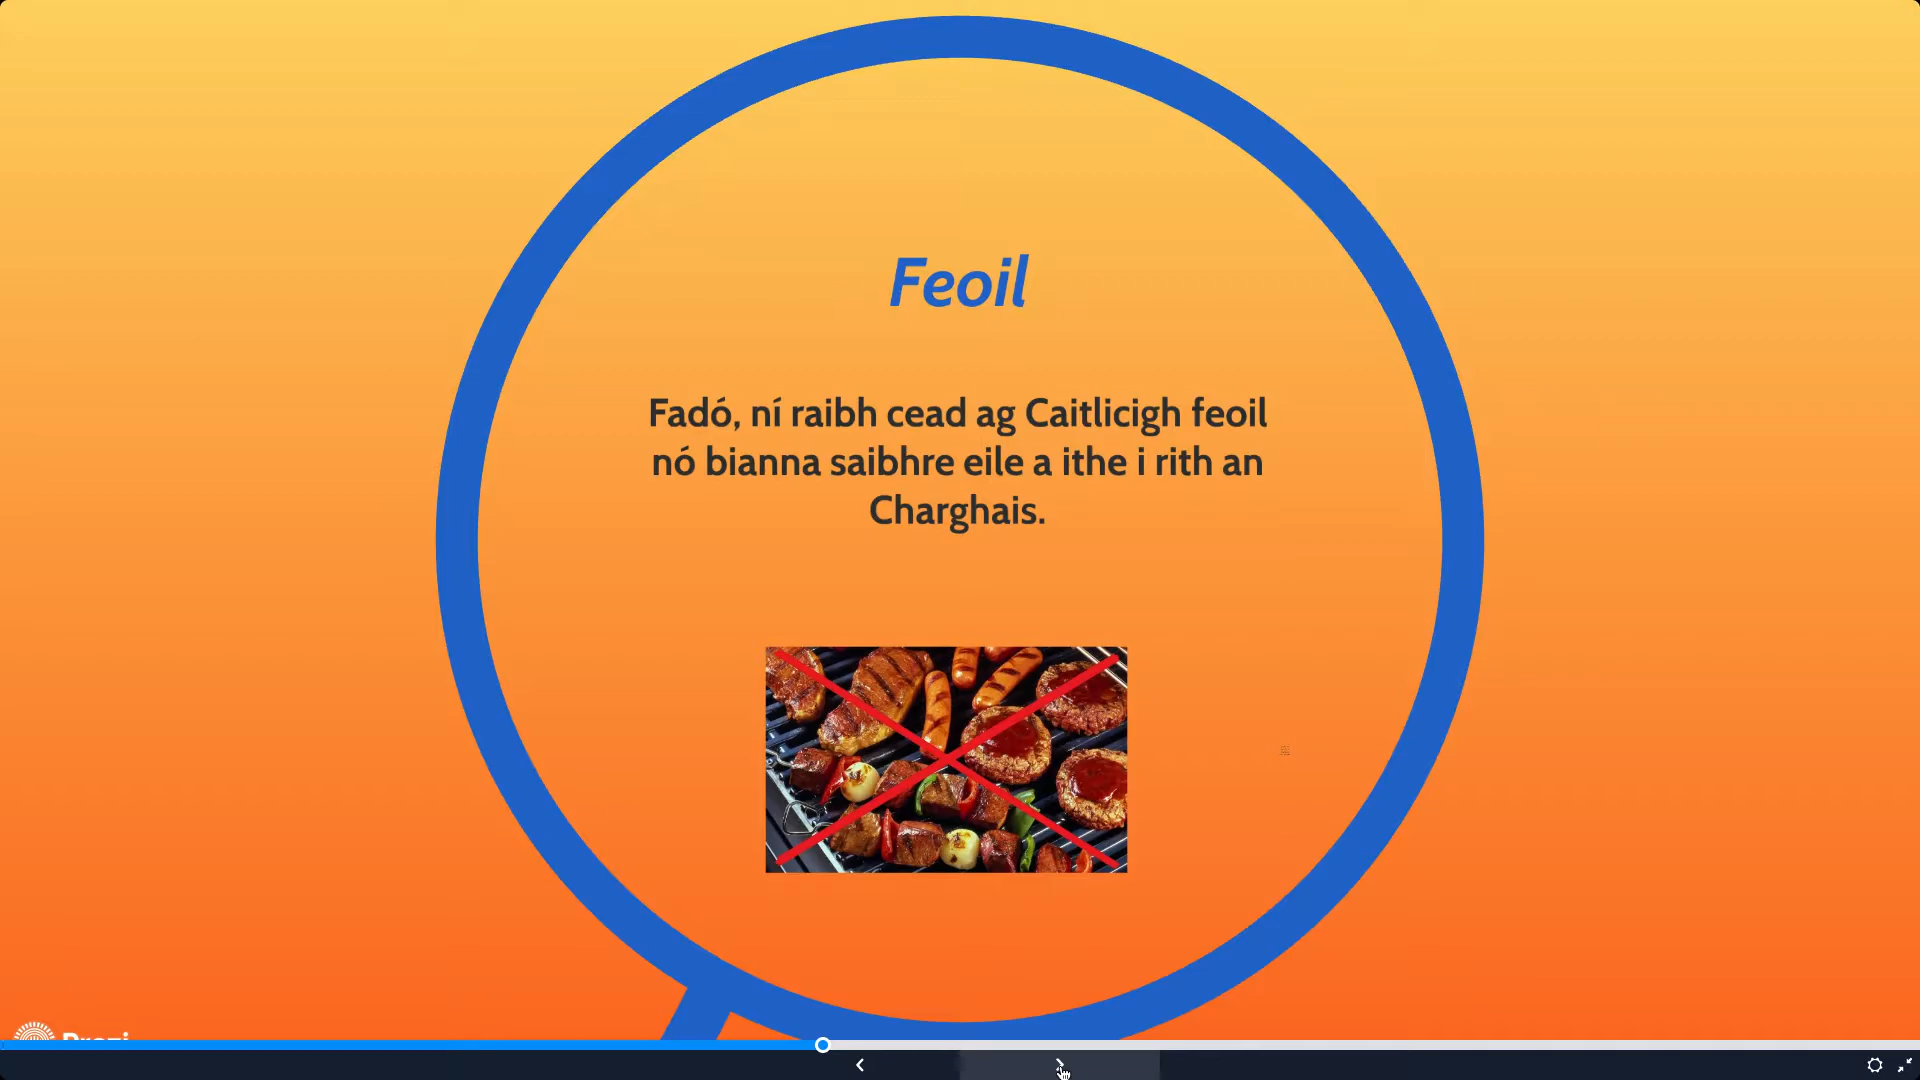 Feoil
Fadó, ní raibh cead ag Caitlicigh feoil
nó bianna saibhre eile a ithe i rith an
Charghais.